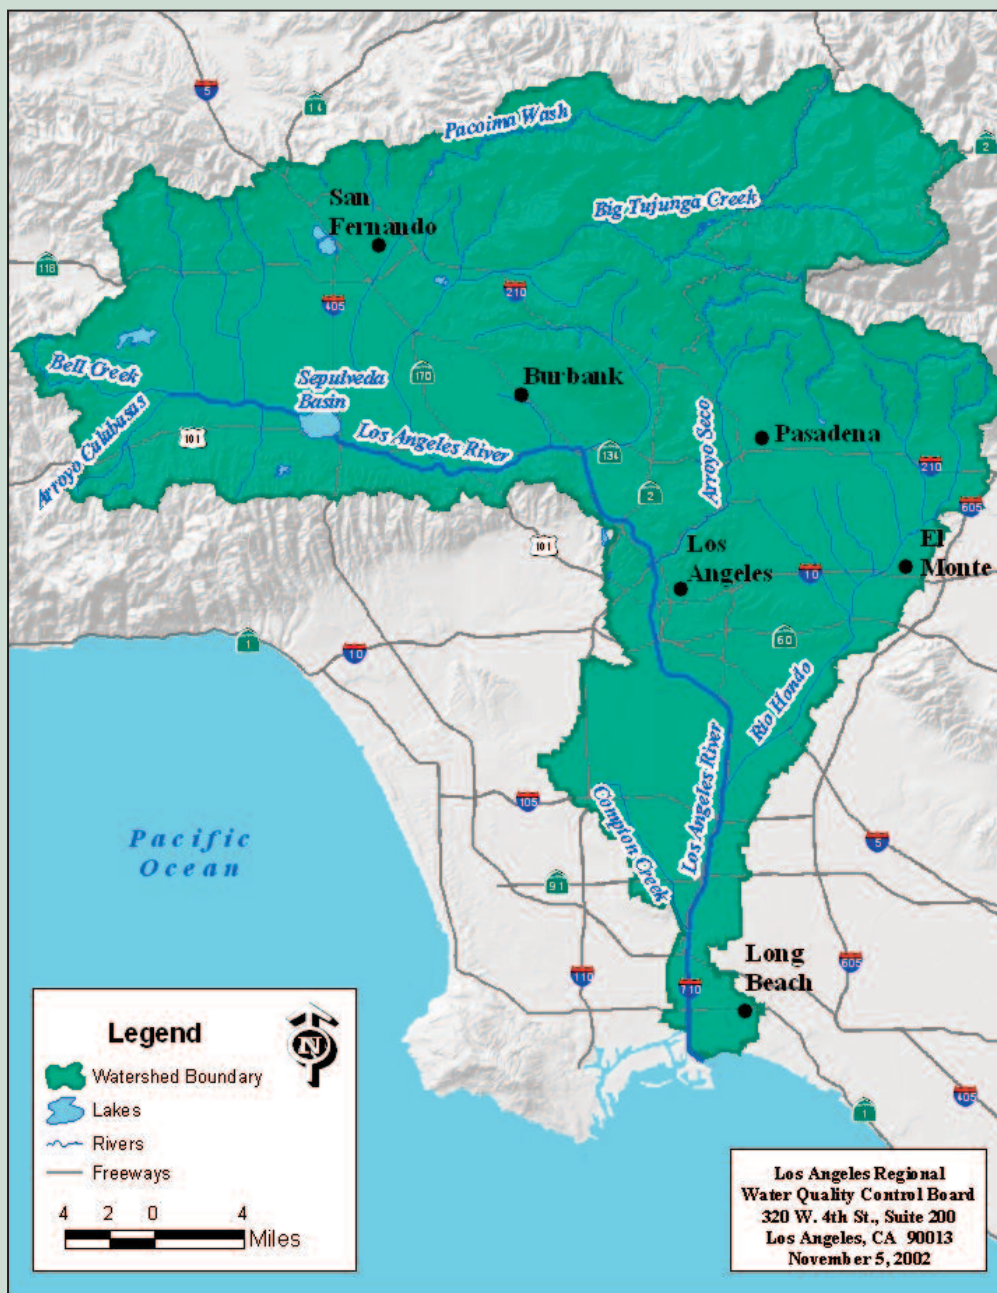 5
14
Pacoima Wash
2
San
Fernando
Big Tujunga Creek
118
405
210
Bell Creek
Sepulveda
Basin
170
Burbank
Arroyo Calabasas
101
Los Angeles River
134
Arroyo Seco
Pasadena
210
2
605
101
Los
Angeles
10
El
Monte
1
10
60
Rio Hondo
Los Angeles River
Compton Creek
105
5
Pacific
Ocean
91
110
710
Long
Beach
605
405
1
Legend
N
Watershed Boundary
Lakes
Rivers
Freeways
4 2 0 4
Miles
Los Angeles Regional
Water Quality Control Board
320 W. 4th St., Suite 200
Los Angeles, CA 90013
November 5, 2002